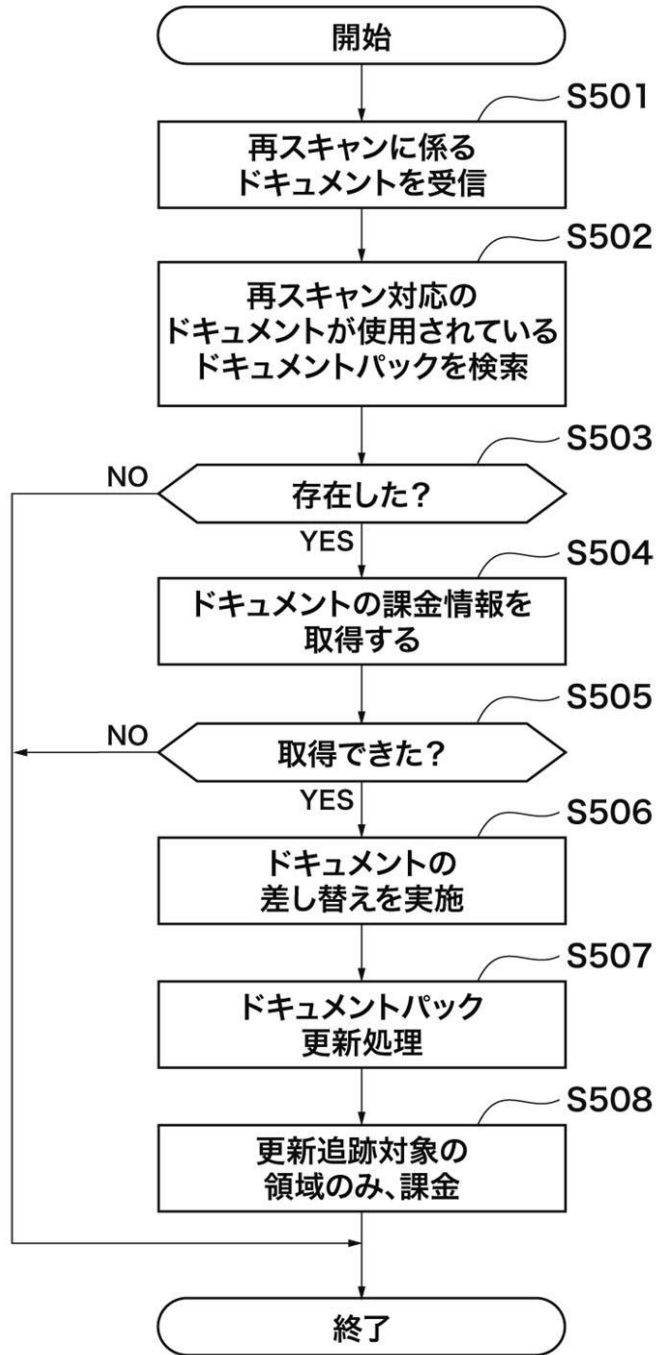 開始
S501
再スキャンに係る
ドキュメントを受信
S502
再スキャン対応の
ドキュメントが使用されている
ドキュメントパックを検索
S503
NO
存在した？
YES
S504
ドキュメントの課金情報を
取得する
S505
NO
取得できた？
YES
S506
ドキュメントの
差し替えを実施
S507
ドキュメントパック
更新処理
S508
更新追跡対象の
領域のみ、課金
終了